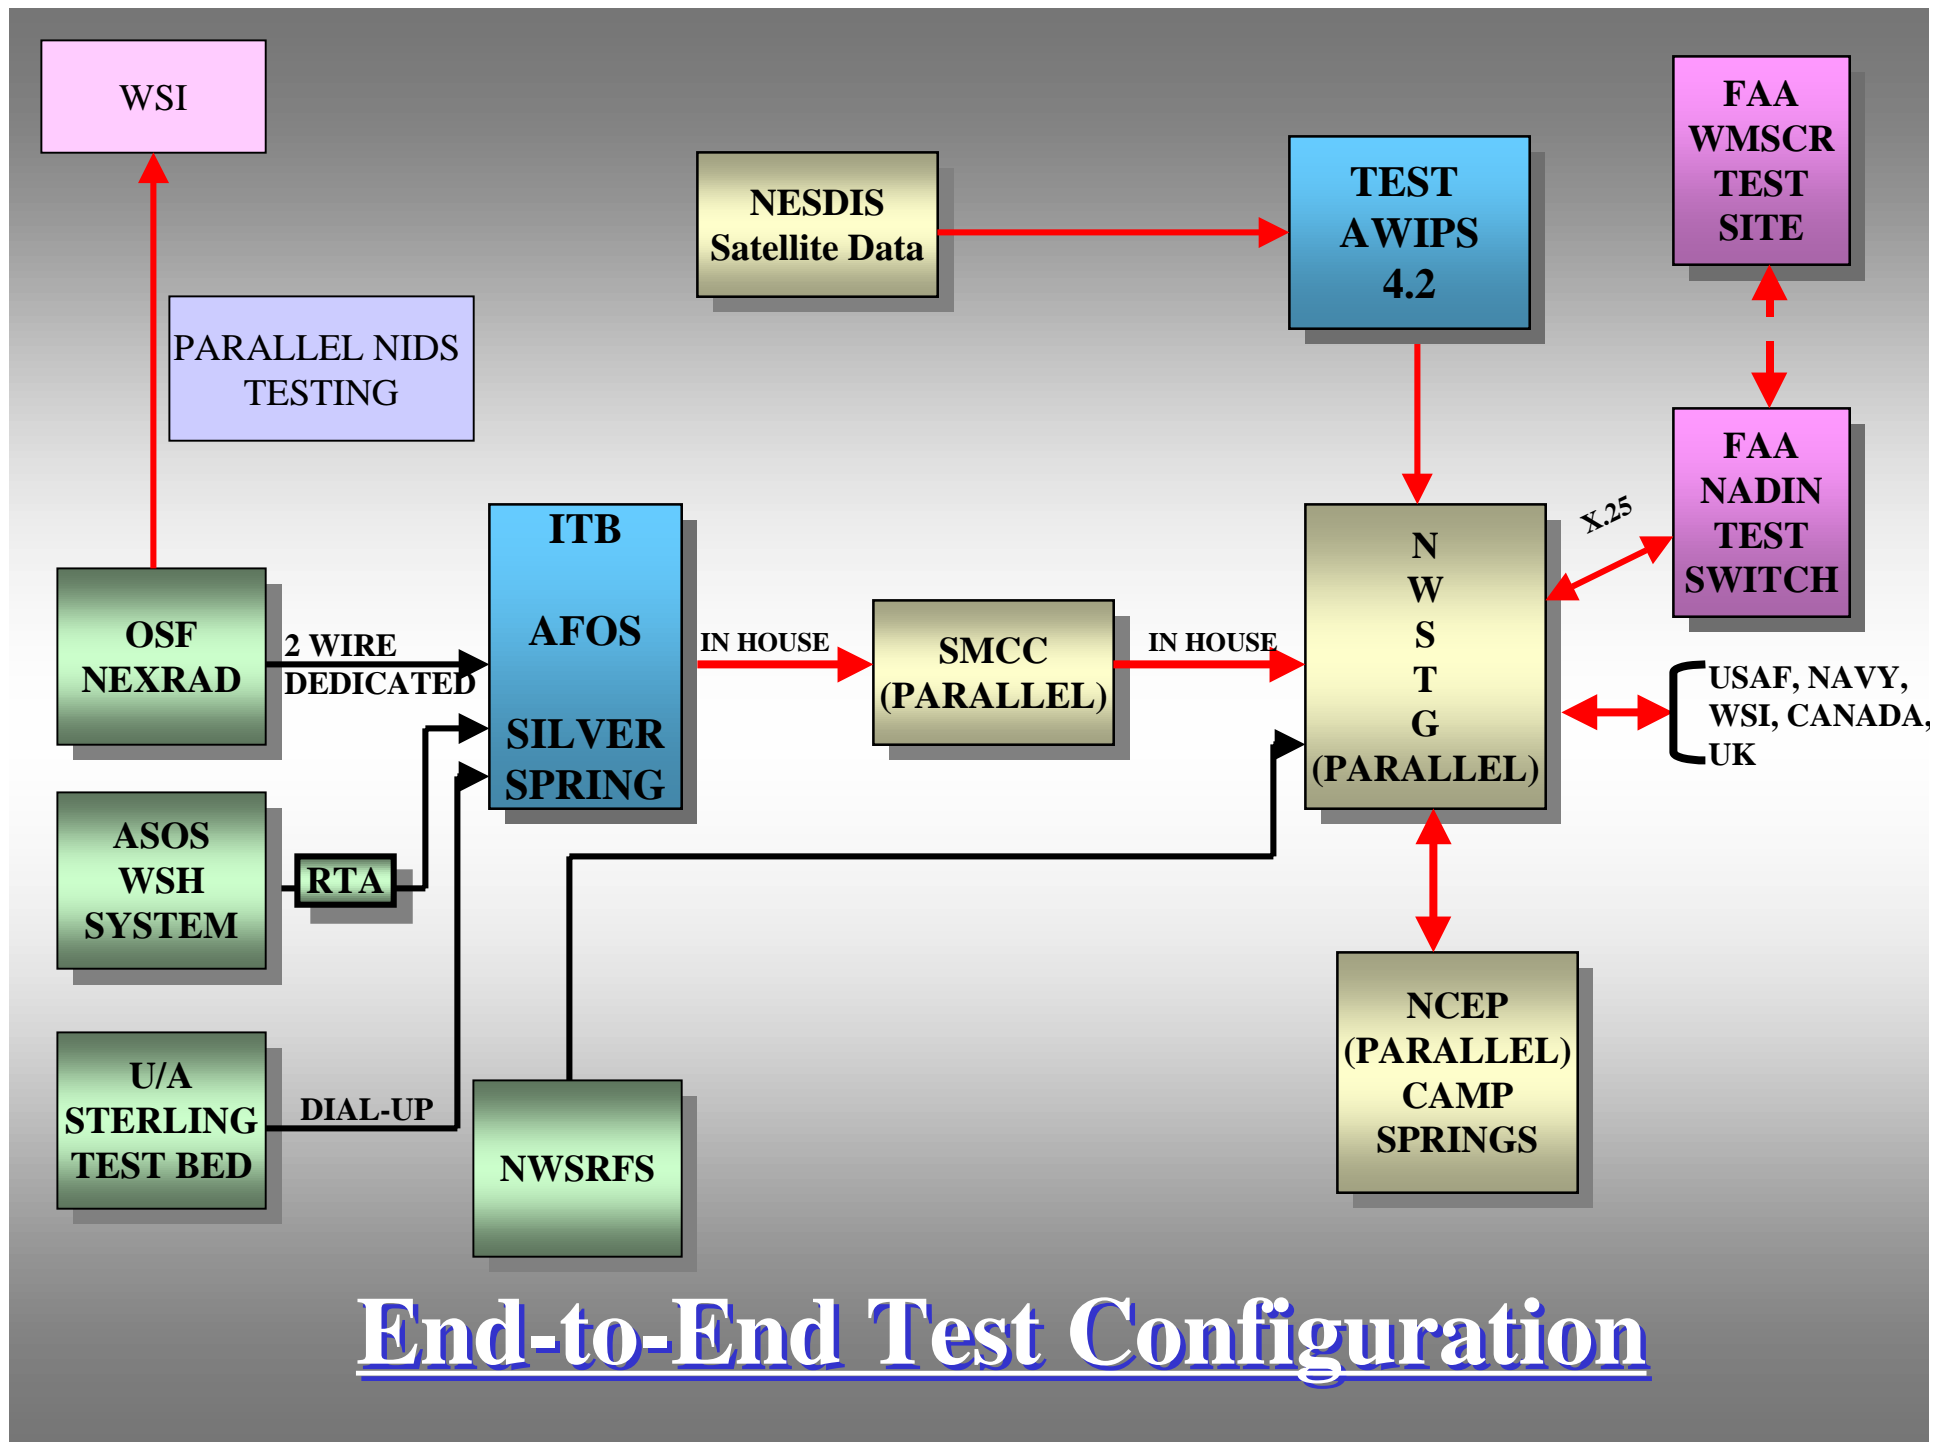 WSI
FAA
WMSCR
TEST
SITE
NESDIS
Satellite Data
TEST
AWIPS
4.2
PARALLEL NIDS
TESTING
FAA
NADIN
TEST
SWITCH
X.25
ITB
AFOS
SILVER
SPRING
OSF
NEXRAD
2 WIRE
DEDICATED
IN HOUSE
SMCC
(PARALLEL)
IN HOUSE
N
W
S
T
G
(PARALLEL)
USAF, NAVY,
WSI, CANADA,
UK
ASOS
WSH
SYSTEM
RTA
U/A
STERLING
TEST BED
DIAL-UP
NWSRFS
NCEP
(PARALLEL)
CAMP
SPRINGS
End-to-End Test Configuration